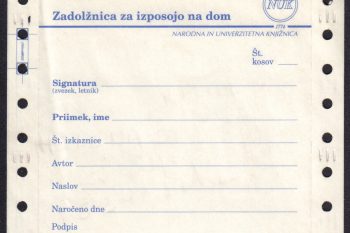 Zadolžnica za izposojo na dom
NUK
1774
NARODNA IN UNIVERZITETNA KNJIŽNICA
Št.
kosov
Signatura
(zvezek, letnik)
Priimek, ime
Št. izkaznice
Avtor
Naslov
Naročeno dne
Podpis